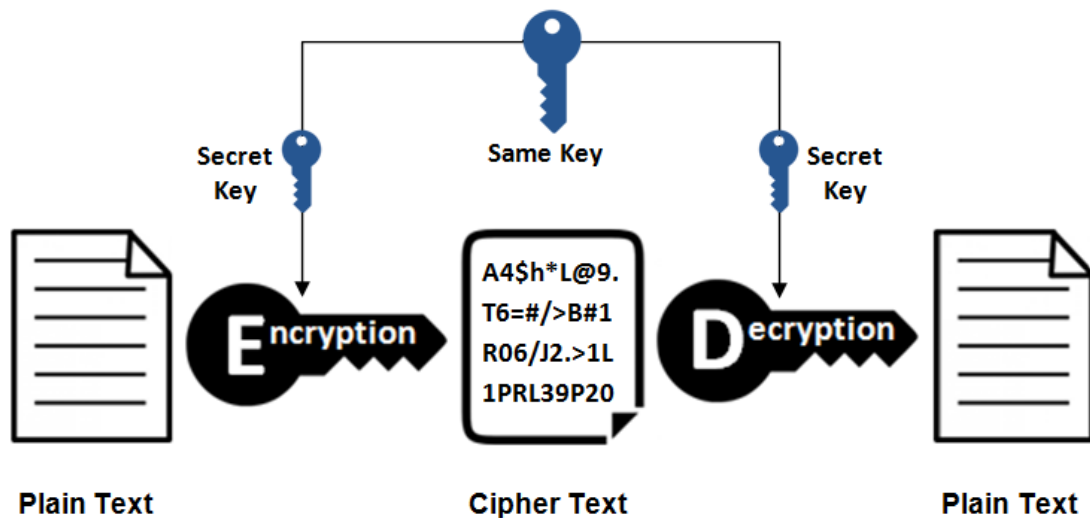 Same Key
Secret
Key
Secret
Key
Encryption
A4$h*L@9.
T6=#/>B#1
R06/J2.>1L
1PRL39P20
Decryption
Plain Text
Cipher Text
Plain Text